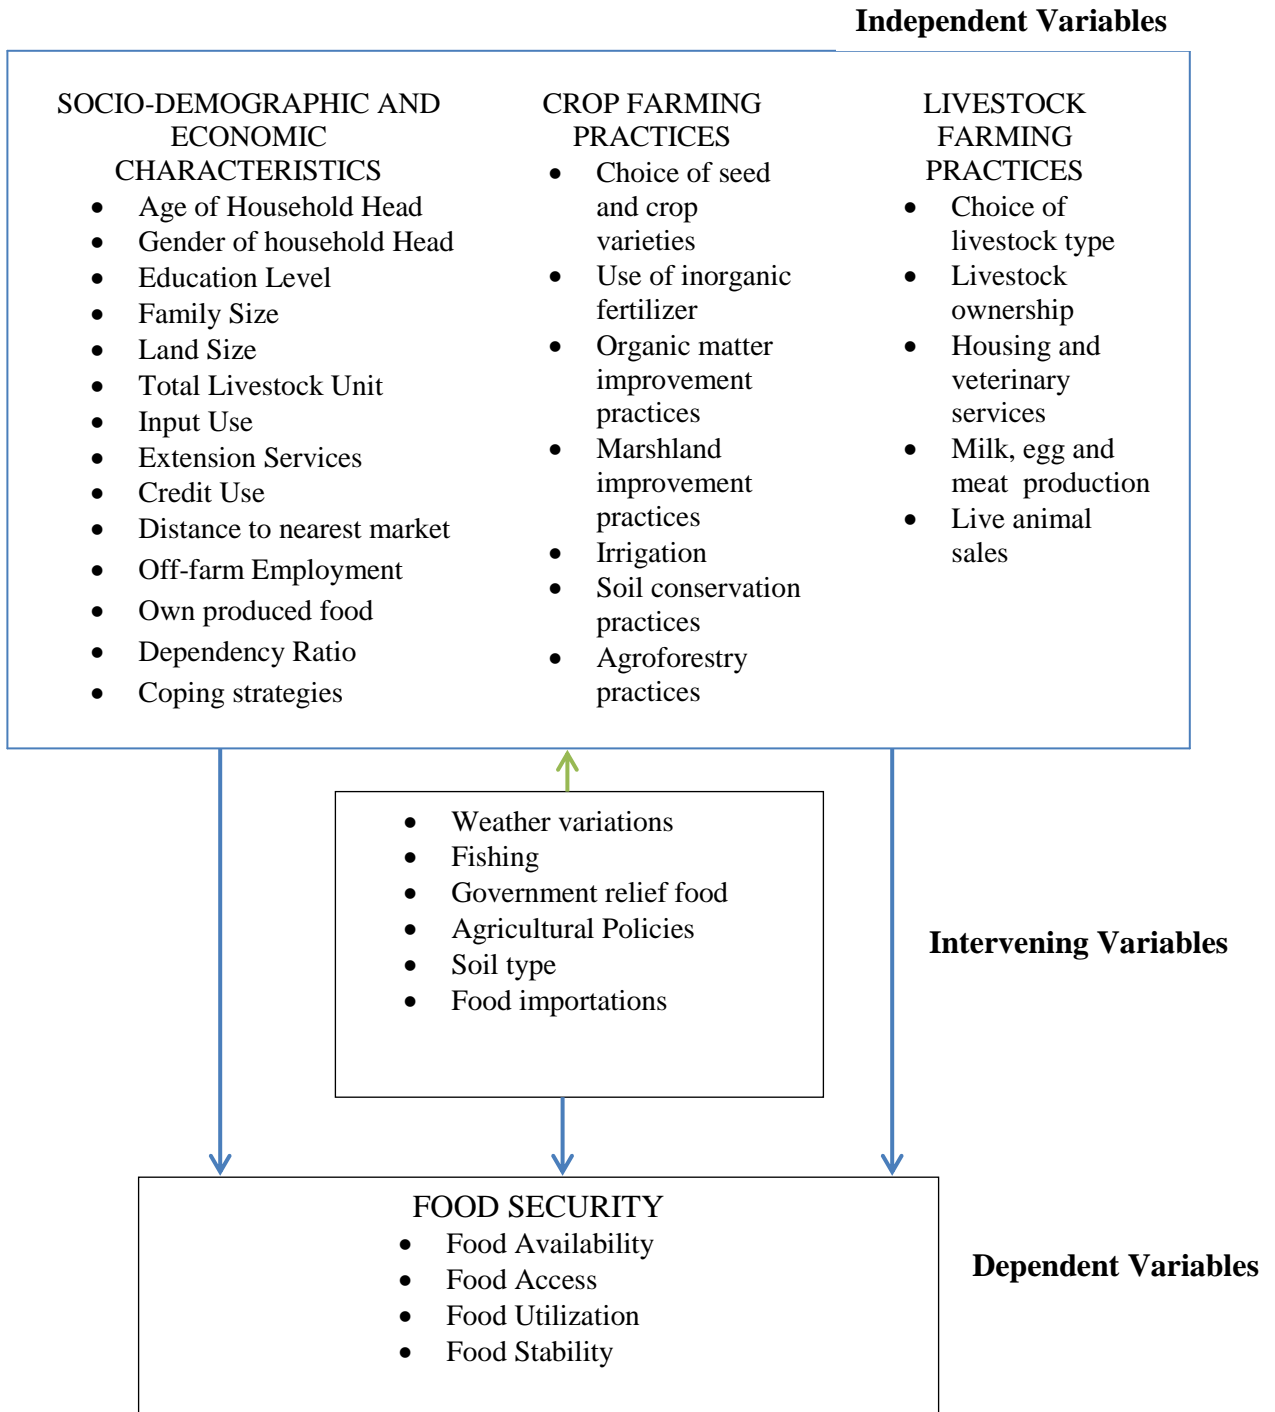 Independent Variables
SOCIO-DEMOGRAPHIC AND
ECONOMIC
CHARACTERISTICS
• Age of Household Head
• Gender of household Head
• Education Level
• Family Size
• Land Size
• Total Livestock Unit
• Input Use
• Extension Services
• Credit Use
• Distance to nearest market
• Off-farm Employment
• Own produced food
• Dependency Ratio
• Coping strategies
CROP FARMING
PRACTICES
• Choice of seed
and crop
varieties
• Use of inorganic
fertilizer
• Organic matter
improvement
practices
• Marshland
improvement
practices
• Irrigation
• Soil conservation
practices
• Agroforestry
practices
LIVESTOCK
FARMING
PRACTICES
• Choice of
livestock type
• Livestock
ownership
• Housing and
veterinary
services
• Milk, egg and
meat production
• Live animal
sales
• Weather variations
• Fishing
• Government relief food
• Agricultural Policies
• Soil type
• Food importations
Intervening Variables
FOOD SECURITY
• Food Availability
• Food Access
• Food Utilization
• Food Stability
Dependent Variables